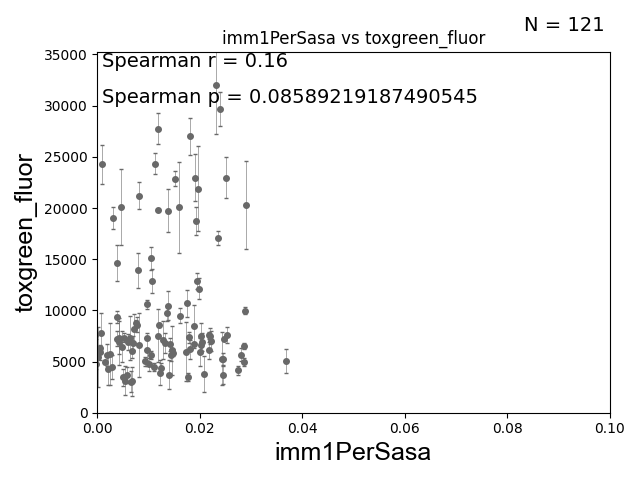 N = 121
imm1PerSasa vs toxgreen_fluor
Spearman r = 0.16
Spearman p = 0.08589219187490545
35000
30000
25000
20000
15000
10000
5000
0
toxgreen_fluor
0.00 0.02 0.04 0.06 0.08 0.10
imm1PerSasa